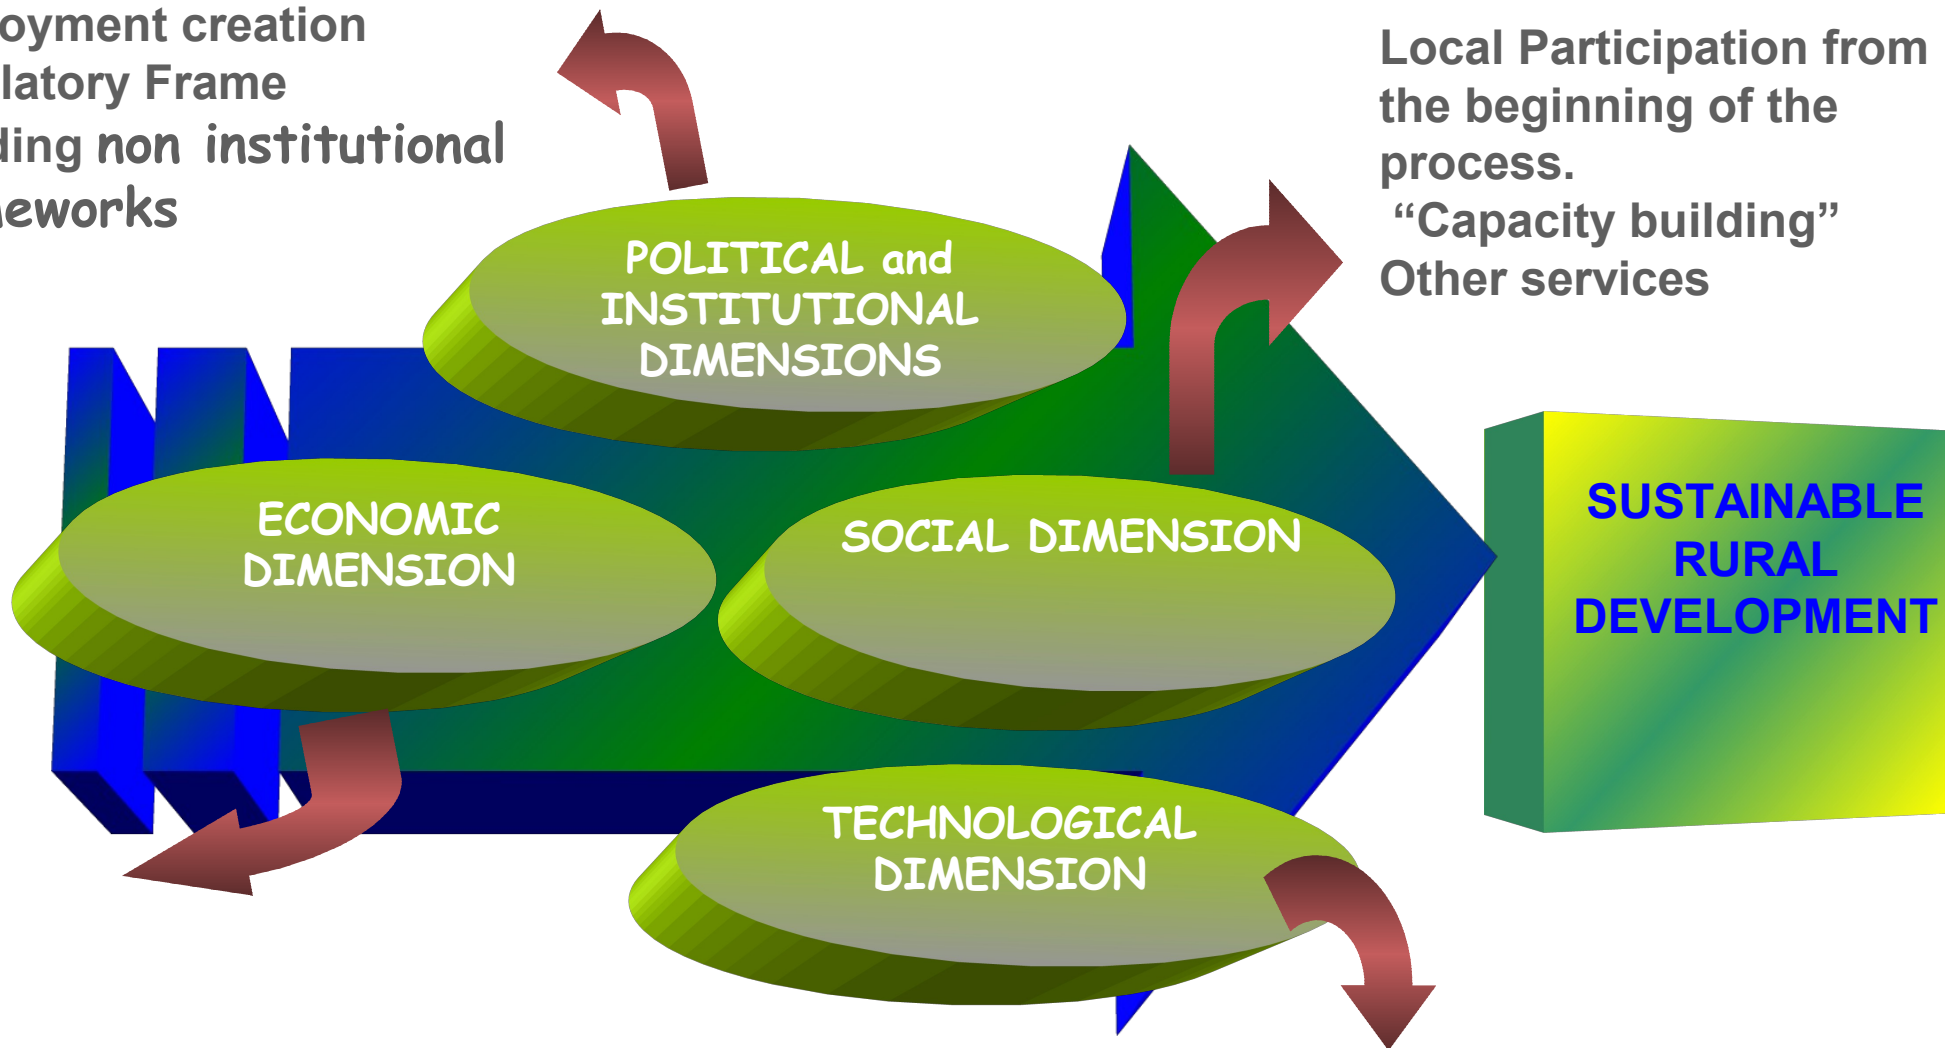 oyment creation
latory Frame
ding non institutional
neworks
Local Participation from
the beginning of the
process.
“Capacity building”
Other services
POLITICAL and
INSTITUTIONAL
DIMENSIONS
ECONOMIC
DIMENSION
SOCIAL DIMENSION
SUSTAINABLE
RURAL
DEVELOPMENT
TECHNOLOGICAL
DIMENSION